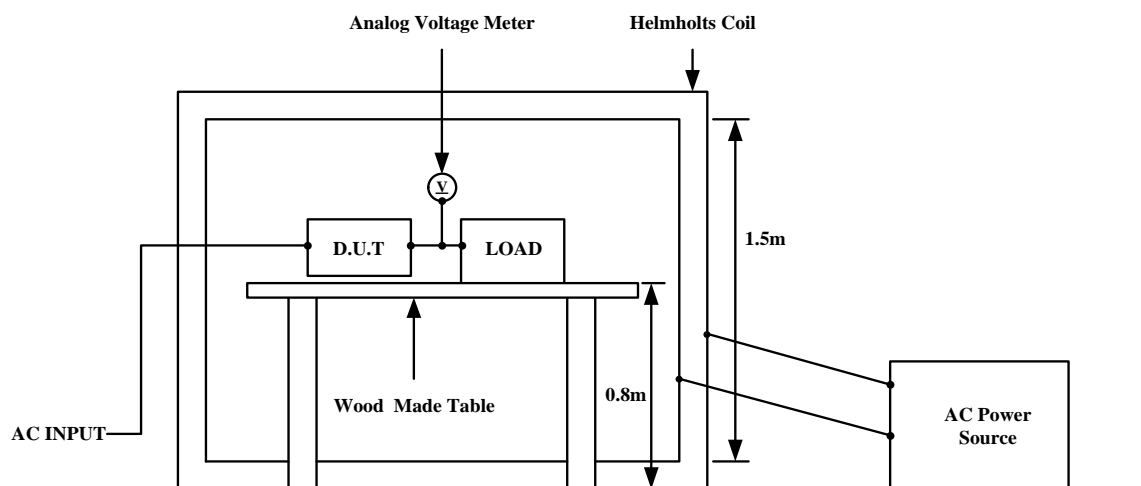 Analog Voltage Meter
Helmholts Coil
V
D.U.T
LOAD
1.5m
0.8m
Wood Made Table
AC INPUT
AC Power
Source